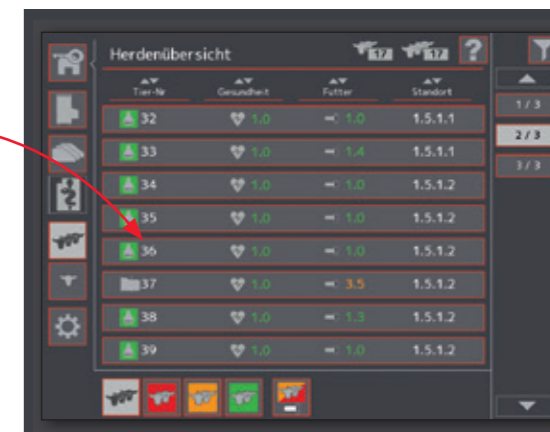 Herdenübersicht
?
Tier-Nr Gesundheit Futter Standort
32 1.0 1.0 1.5.1.1
33 1.0 1.4 1.5.1.1
34 1.0 1.0 1.5.1.2
35 1.0 1.0 1.5.1.2
36 1.0 1.0 1.5.1.2
37 1.0 3.5 1.5.1.2
38 1.0 1.3 1.5.1.2
39 1.0 1.0 1.5.1.2
1/3
2/3
3/3